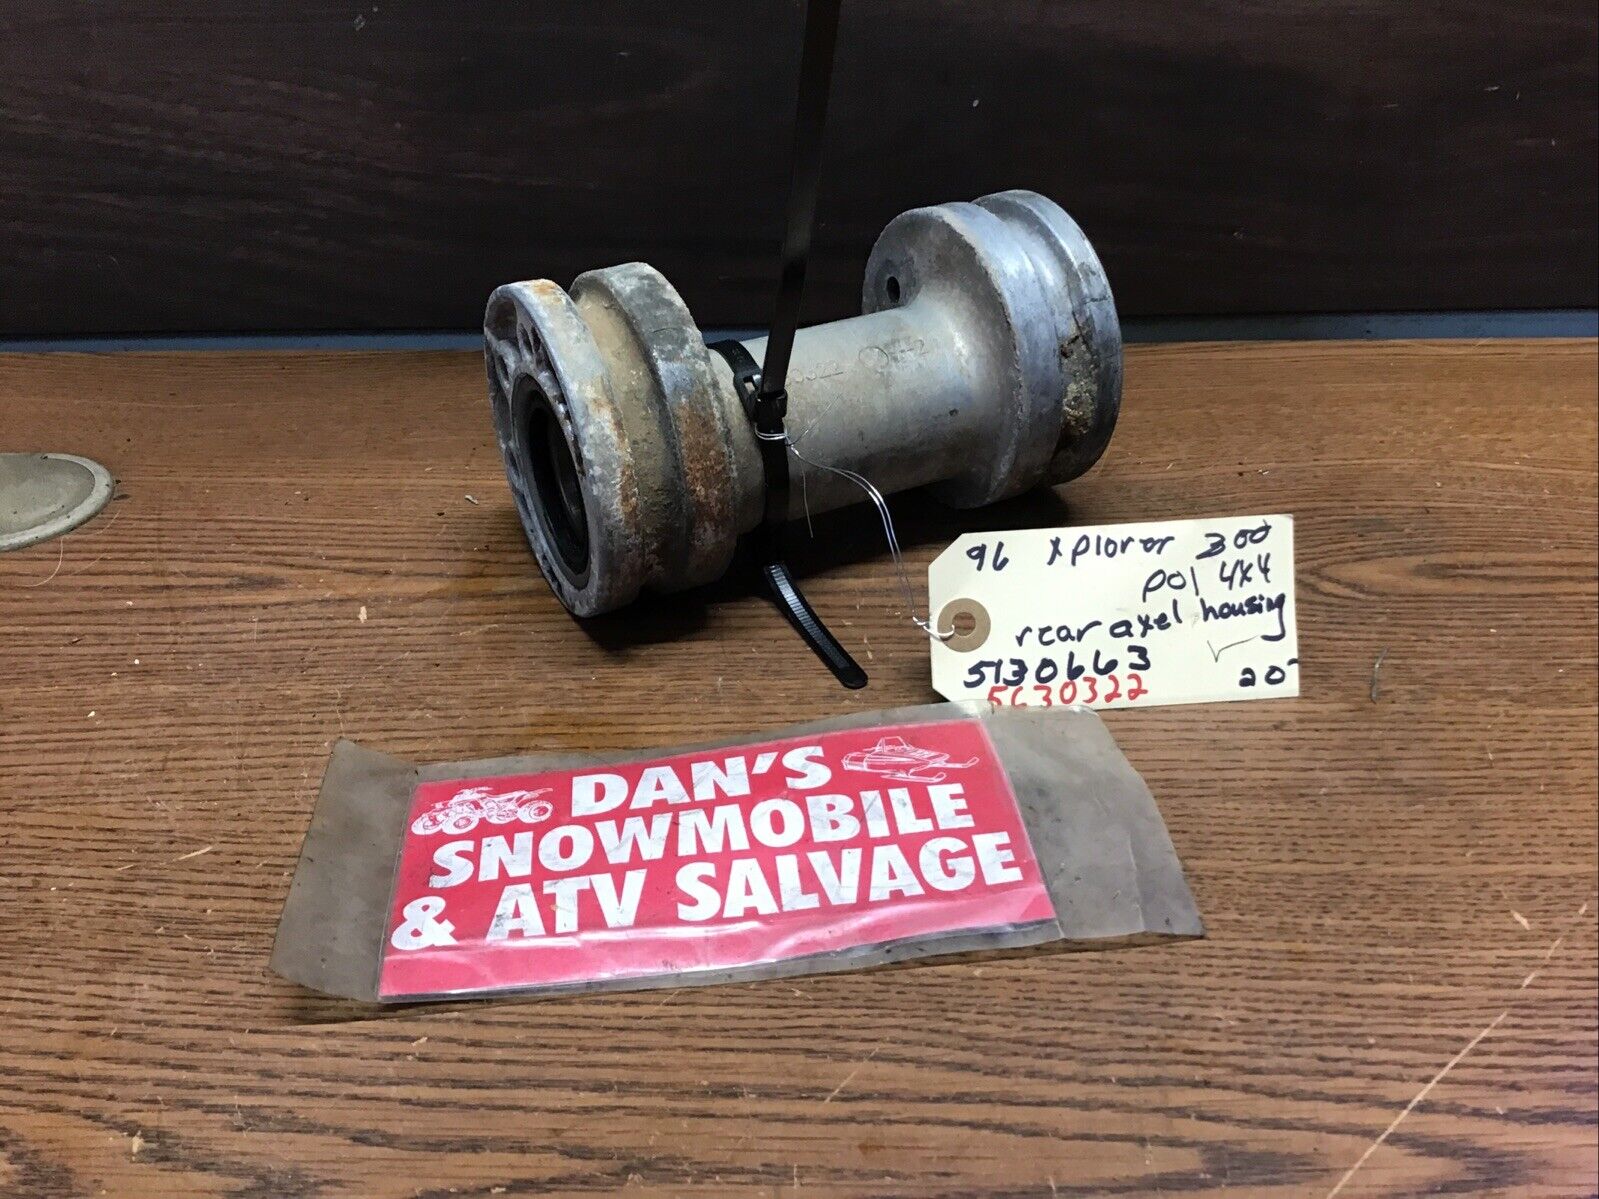 96 Xplorer 300
pol 4x4
rear axel housing
5130663
5630322
20
DAN'S
SNOWMOBILE
& ATV SALVAGE